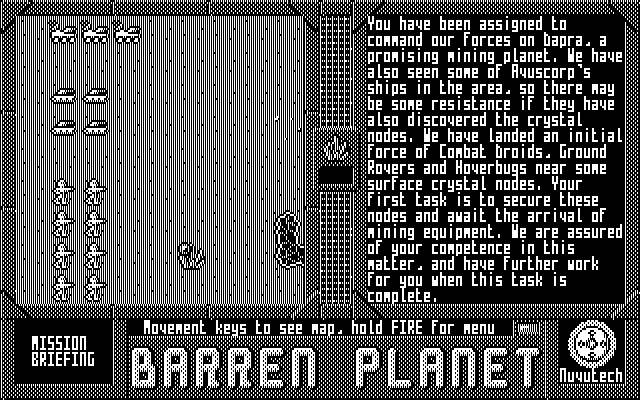 You have been assigned to
command our forces on Dapra, a
promising mining planet. We have
also seen some of Avuscorp's
ships in the area, so there may
be some resistance if they have
also discovered the crystal
nodes. We have landed an initial
force of Combat Droids, Ground
Rovers and Hoverbugs near some
surface crystal nodes. Your
first task is to secure these
nodes and await the arrival of
mining equipment. We are assured
of your competence in this
matter, and have further work
for you when this task is
complete.
Movement keys to see map, hold FIRE for menu
MISSION
BRIEFING
BARREN PLANET
Nuvutech